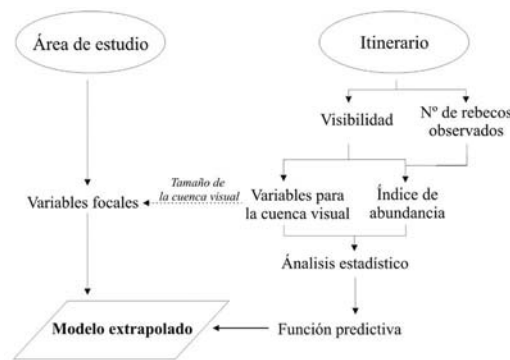 Área de estudio
Itinerario
Visibilidad
Nº de rebecos
observados
Tamaño de
la cuenca visual
Variables focales
Variables para
la cuenca visual
Índice de
abundancia
Ánalisis estadístico
Modelo extrapolado
Función predictiva